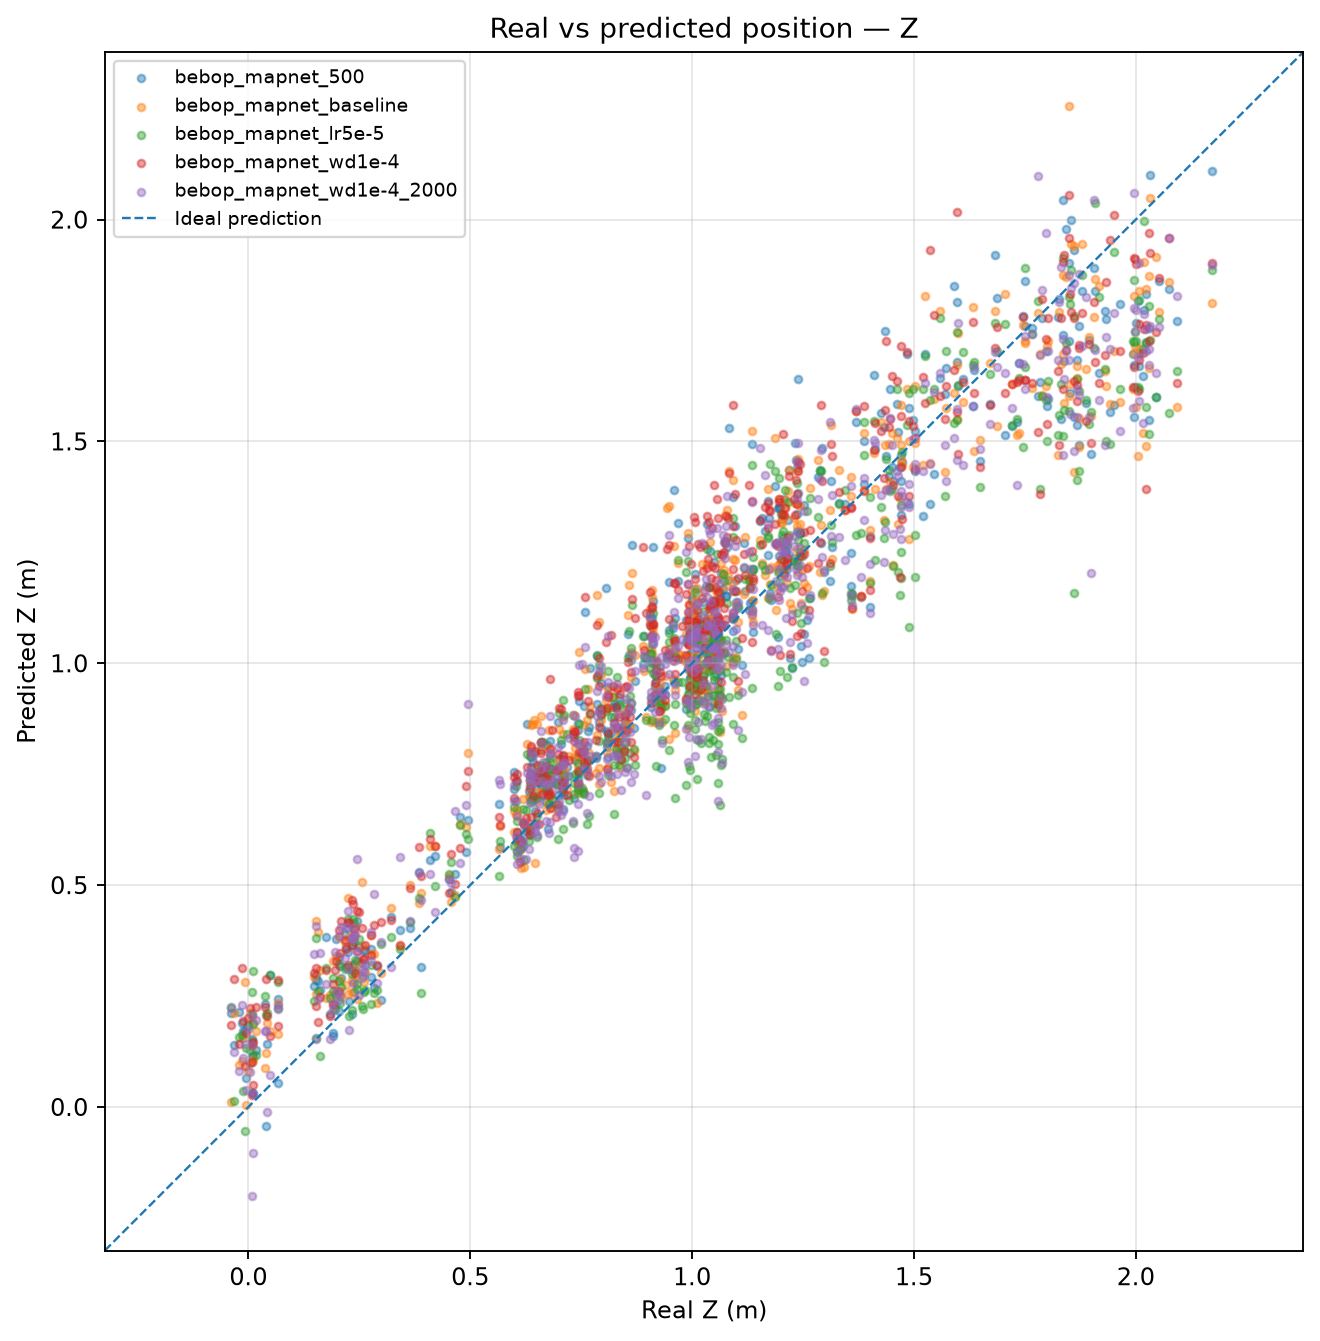 Real vs predicted position — Z
bebop_mapnet_500
bebop_mapnet_baseline
bebop_mapnet_lr5e-5
bebop_mapnet_wd1e-4
bebop_mapnet_wd1e-4_2000
Ideal prediction
Predicted Z (m)
2.0
1.5
1.0
0.5
0.0
0.0 0.5 1.0 1.5 2.0
Real Z (m)